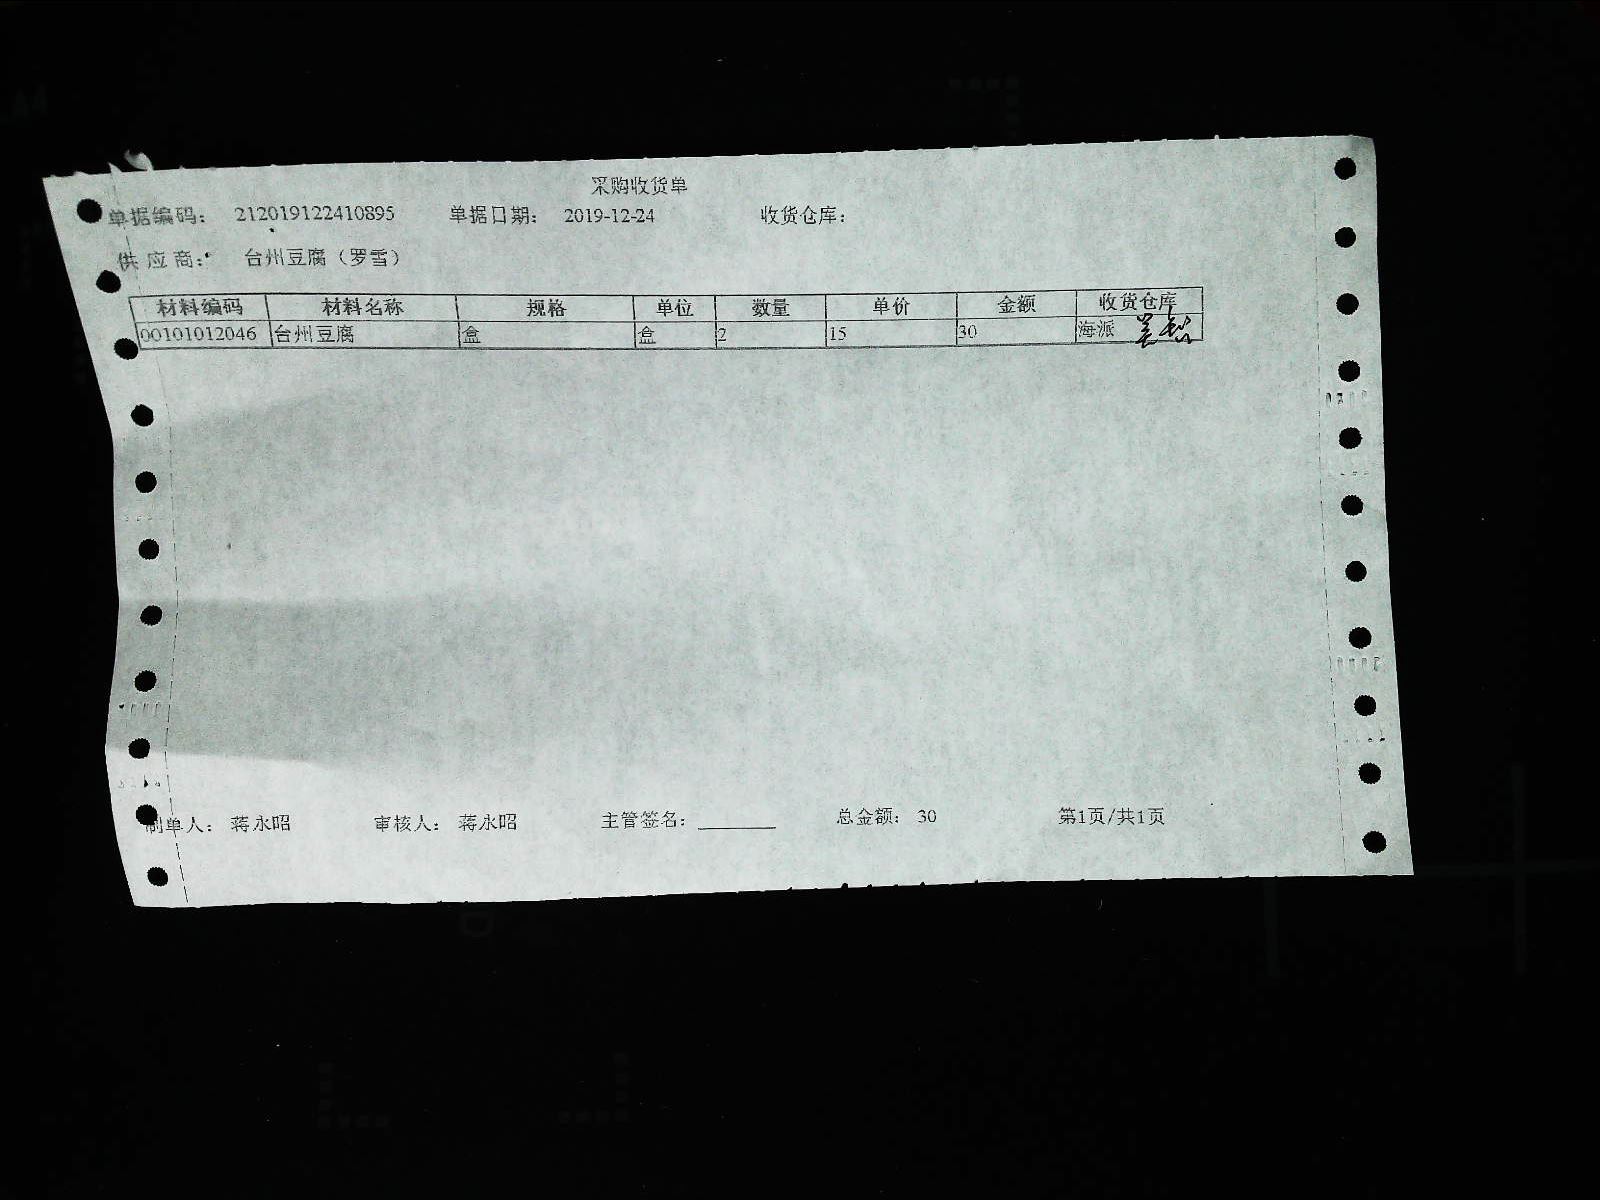 采购收货单
单据编码: 212019122410895 单据日期: 2019-12-24 收货仓库:
供应商: 台州豆腐（罗雪）
材料编码 材料名称 规格 单位 数量 单价 金额 收货仓库
00101012046 台州豆腐 盒 盒 2 15 30 海派
制单人: 蒋永昭 审核人: 蒋永昭 主管签名: 总金额: 30 第1页/共1页